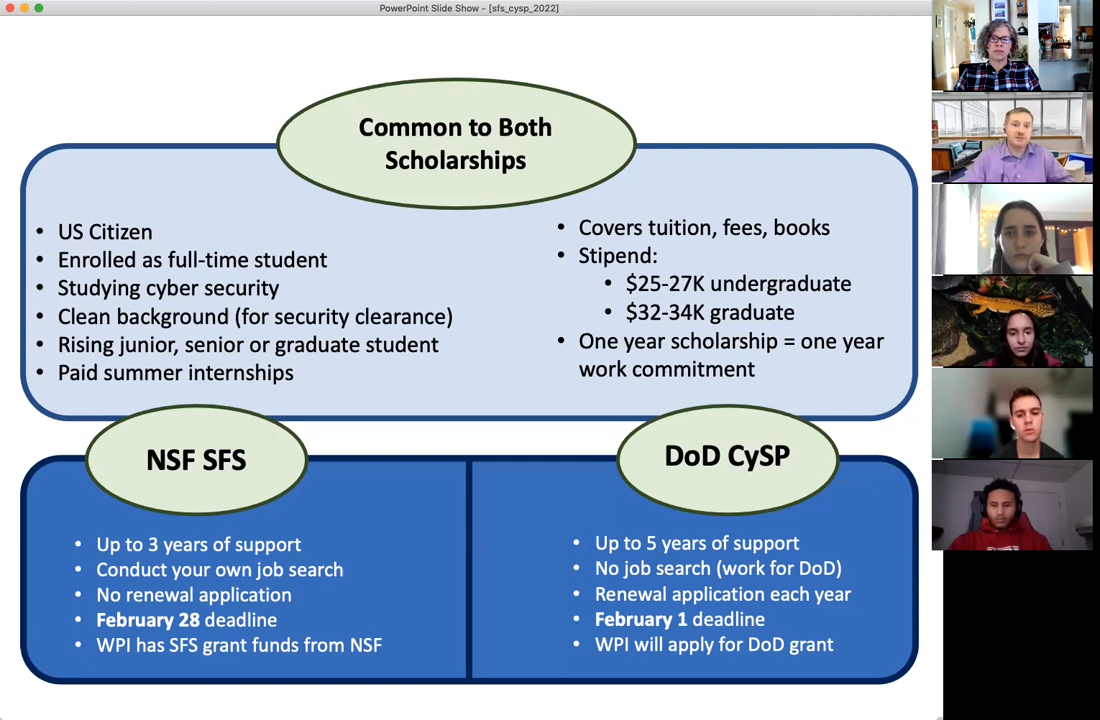 PowerPoint Slide Show - [sfs_cysp_2022]
Common to Both
Scholarships
• US Citizen
• Enrolled as full-time student
• Studying cyber security
• Clean background (for security clearance)
• Rising junior, senior or graduate student
• Paid summer internships
• Covers tuition, fees, books
• Stipend:
• $25-27K undergraduate
• $32-34K graduate
• One year scholarship = one year
work commitment
NSF SFS
• Up to 3 years of support
• Conduct your own job search
• No renewal application
• February 28 deadline
• WPI has SFS grant funds from NSF
DoD CySP
• Up to 5 years of support
• No job search (work for DoD)
• Renewal application each year
• February 1 deadline
• WPI will apply for DoD grant